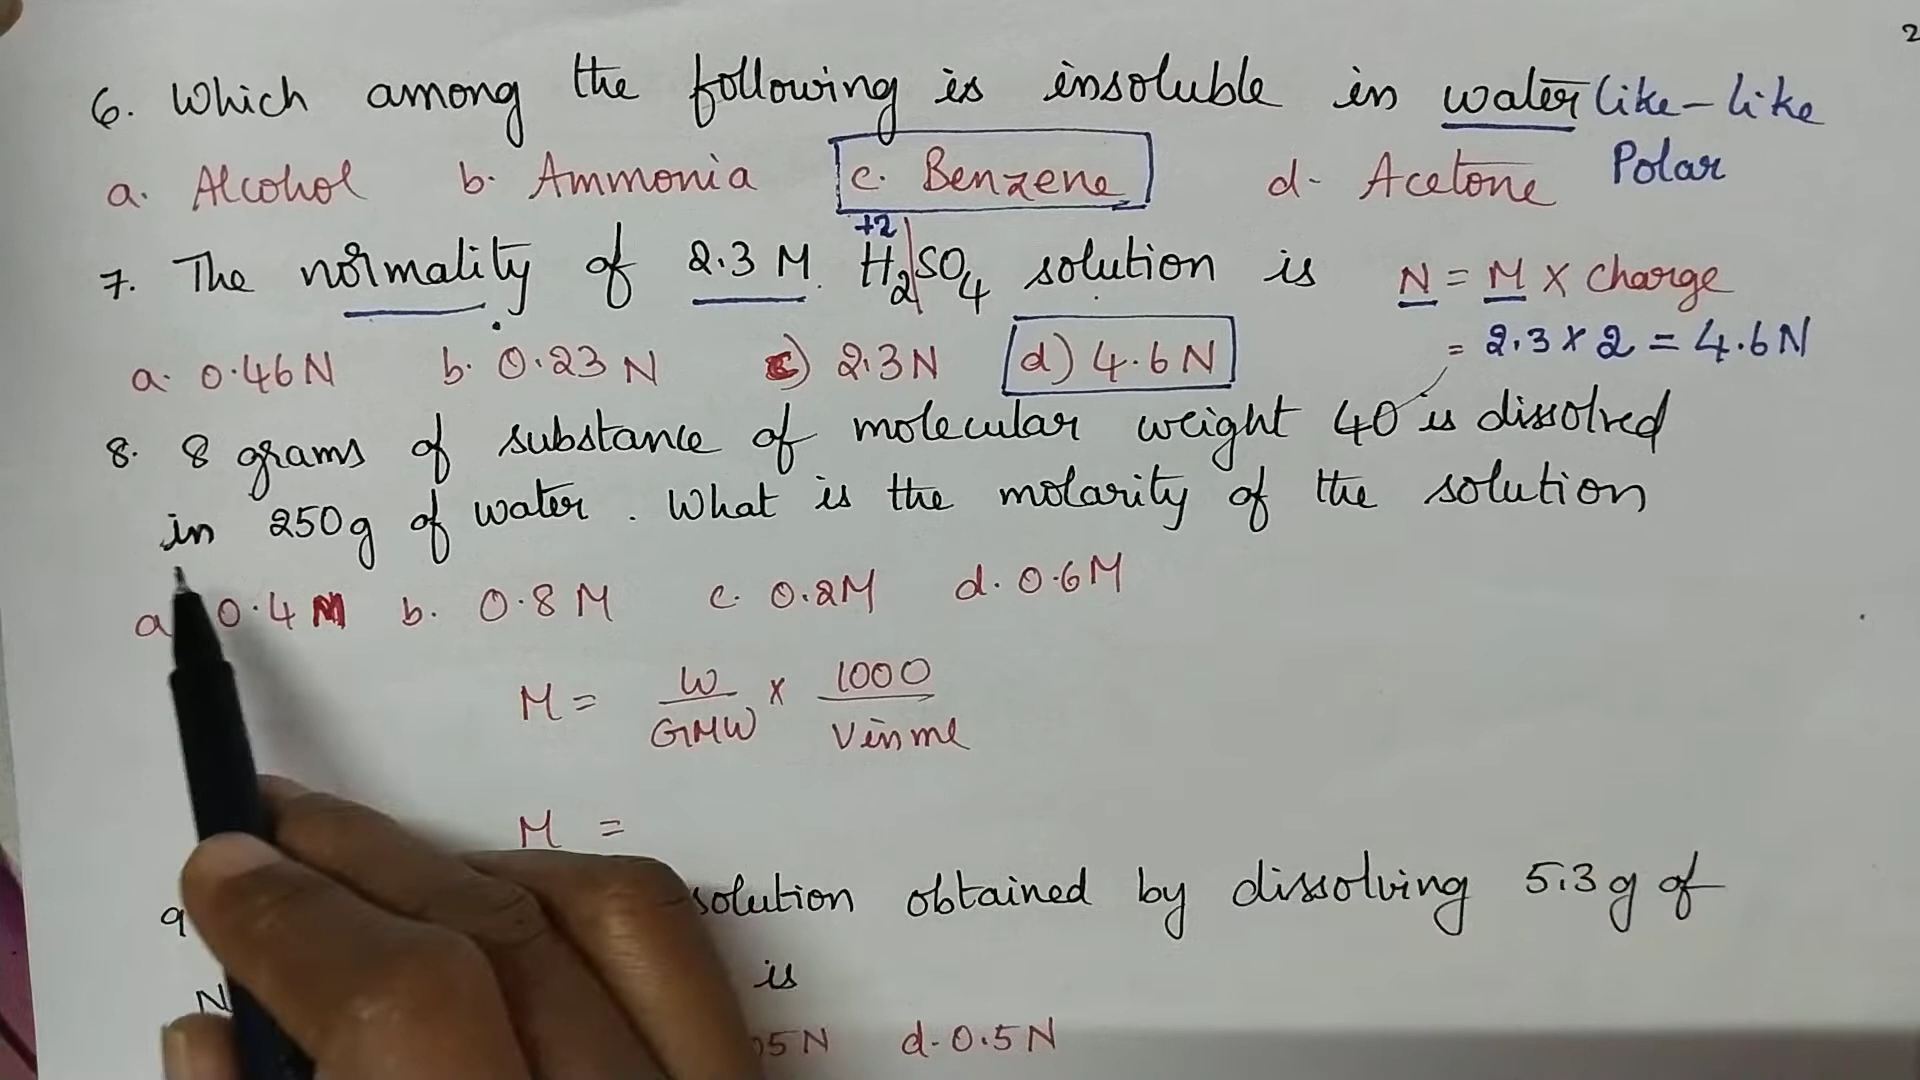 2
6. Which among the following is insoluble in water like - like
a. Alcohol b. Ammonia c. Benzene d. Acetone Polar
+2
7. The normality of 2.3 M H2SO4 solution is N = M x charge
= 2.3 x 2 = 4.6N
a. 0.46N b. 0.23 N c) 2.3N d) 4.6 N
8. 8 grams of substance of molecular weight 40 is dissolved
in 250g of water. What is the molarity of the solution
a 0.4 M b. 0.8 M c. 0.2M d. 0.6M
M = W/GMW x 1000/V in ml
M =
9 solution obtained by dissolving 5.3g of
N is
05N d. 0.5N